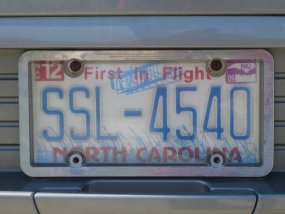 12 First in Flight NC
SSL-4540
NORTH CAROLINA